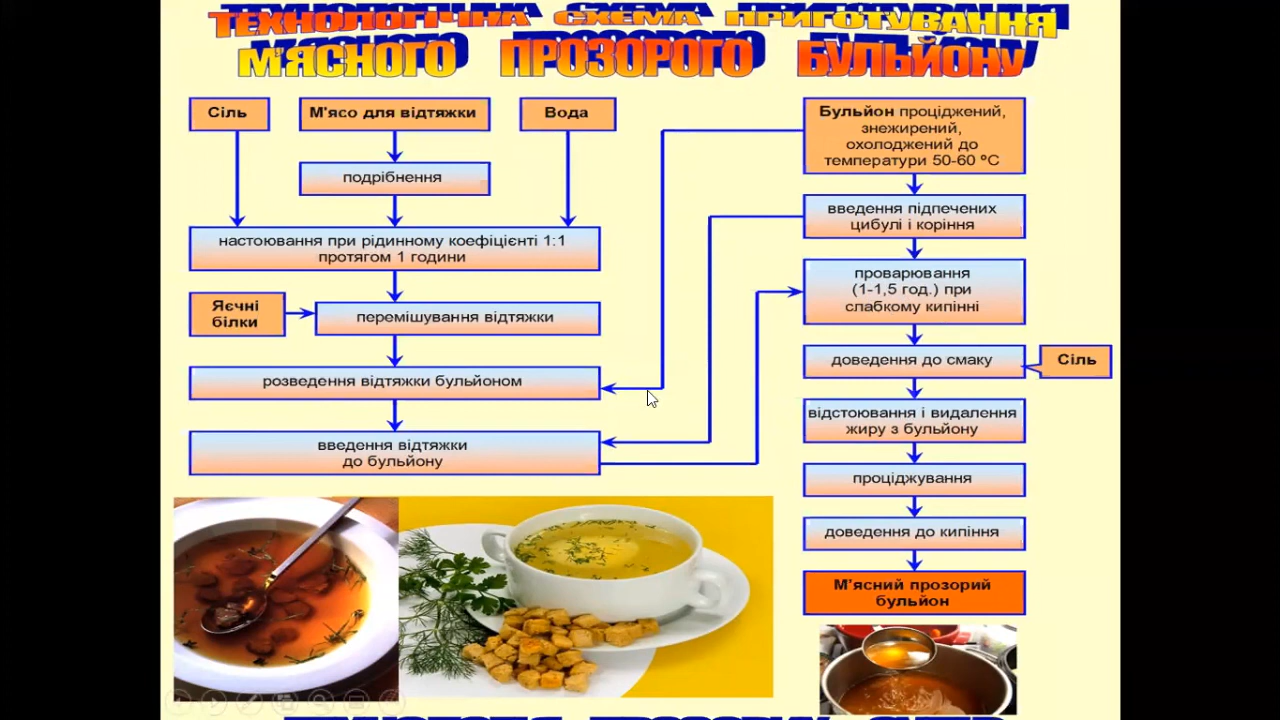 ТЕХНОЛОГІЧНА СХЕМА ПРИГОТУВАННЯ
М'ЯСНОГО ПРОЗОРОГО БУЛЬЙОНУ
Сіль
М'ясо для відтяжки
Вода
подрібнення
настоювання при рідинному коефіцієнті 1:1
протягом 1 години
Яєчні
білки
перемішування відтяжки
розведення відтяжки бульйоном
введення відтяжки
до бульйону
Бульйон проціджений,
знежирений,
охолоджений до
температури 50-60 ºС
введення підпечених
цибулі і коріння
проварювання
(1-1,5 год.) при
слабкому кипінні
доведення до смаку
Сіль
відстоювання і видалення
жиру з бульйону
проціджування
доведення до кипіння
М'ясний прозорий
бульйон